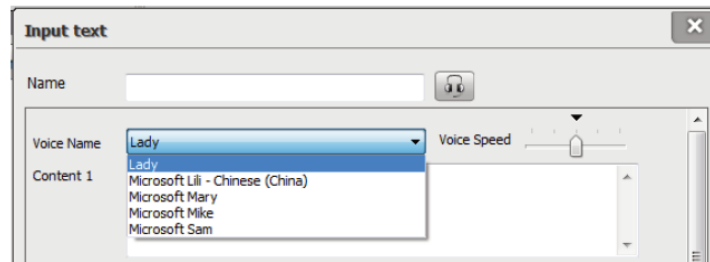 Input text
Name
Voice Name Lady Voice Speed
Lady
Content 1 Microsoft Lili - Chinese (China)
Microsoft Mary
Microsoft Mike
Microsoft Sam